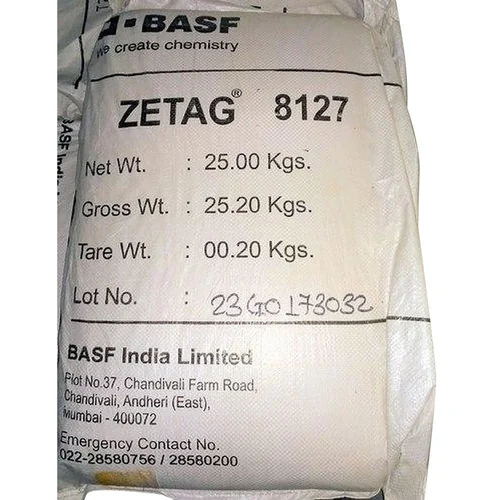 BASF
we create chemistry
ZETAG® 8127
Net Wt. : 25.00 Kgs.
Gross Wt. : 25.20 Kgs.
Tare Wt. : 00.20 Kgs.
Lot No. : 23G0173032
BASF India Limited
Plot No.37, Chandivali Farm Road,
Chandivali, Andheri (East),
Mumbai - 400072
Emergency Contact No.
022-28580756 / 28580200
BASF India